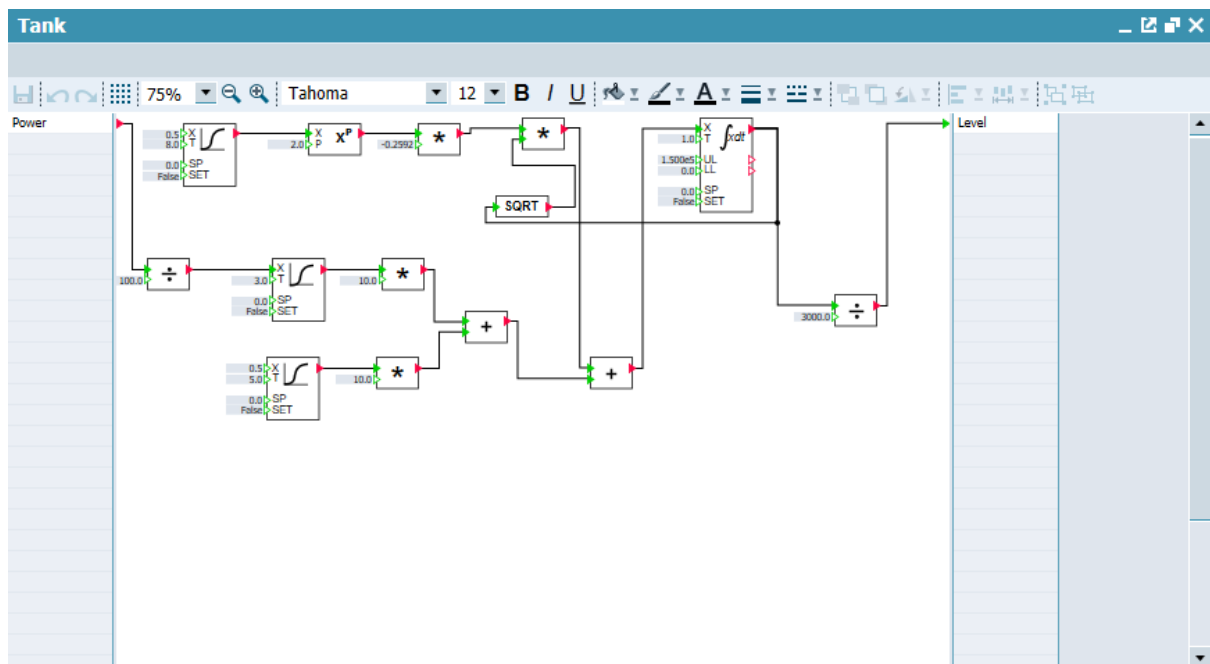 Tank
75% Tahoma 12 B I U A
Power
Level
0.5 X
8.0 T
0.0 SP
False SET
X
2.0 P
X^P
-0.2592 *
*
X
1.0 T
∫xdt
1.500e5 UL
0.0 LL
0.0 SP
False SET
SQRT
100.0 ÷
X
3.0 T
0.0 SP
False SET
10.0 *
+
3000.0 ÷
0.5 X
5.0 T
0.0 SP
False SET
10.0 *
+